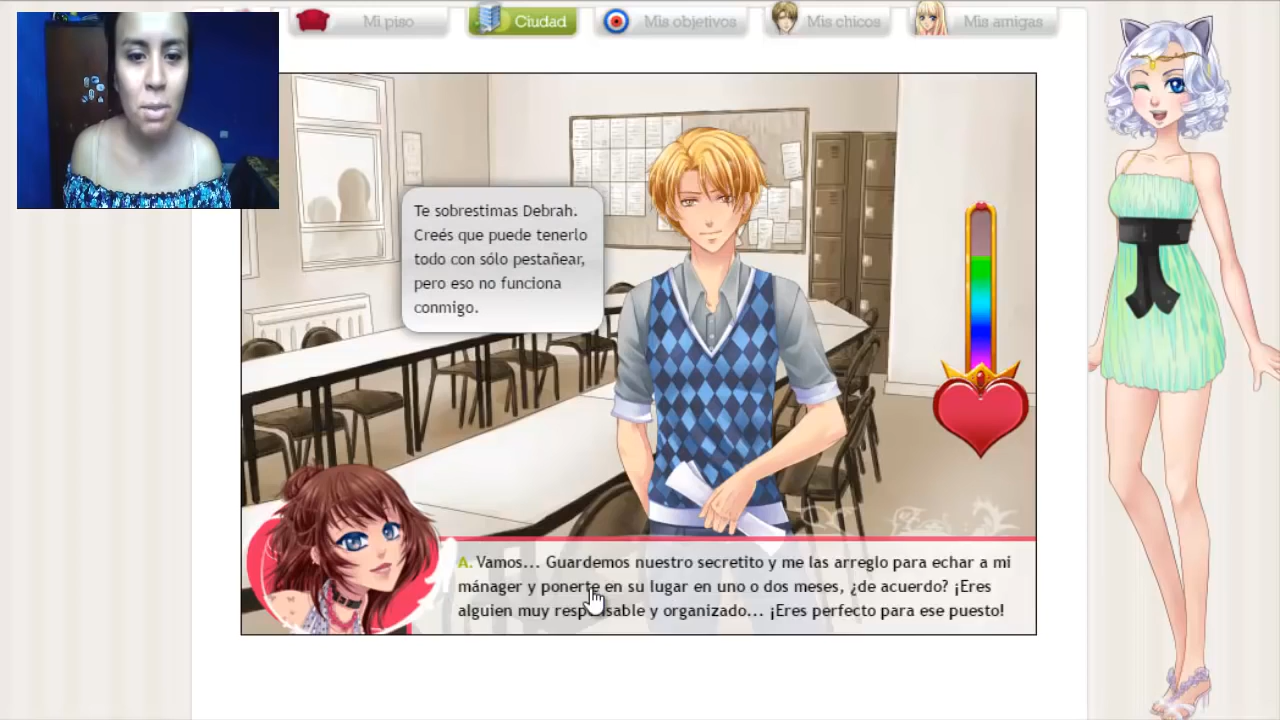 Mi piso
Ciudad
Mis objetivos
Mis chicos
Mis amigas
Te sobrestimas Debrah.
Creés que puede tenerlo
todo con sólo pestañear,
pero eso no funciona
conmigo.
A. Vamos... Guardemos nuestro secretito y me las arreglo para echar a mi
mánager y ponerte en su lugar en uno o dos meses, ¿de acuerdo? ¡Eres
alguien muy responsable y organizado... ¡Eres perfecto para ese puesto!